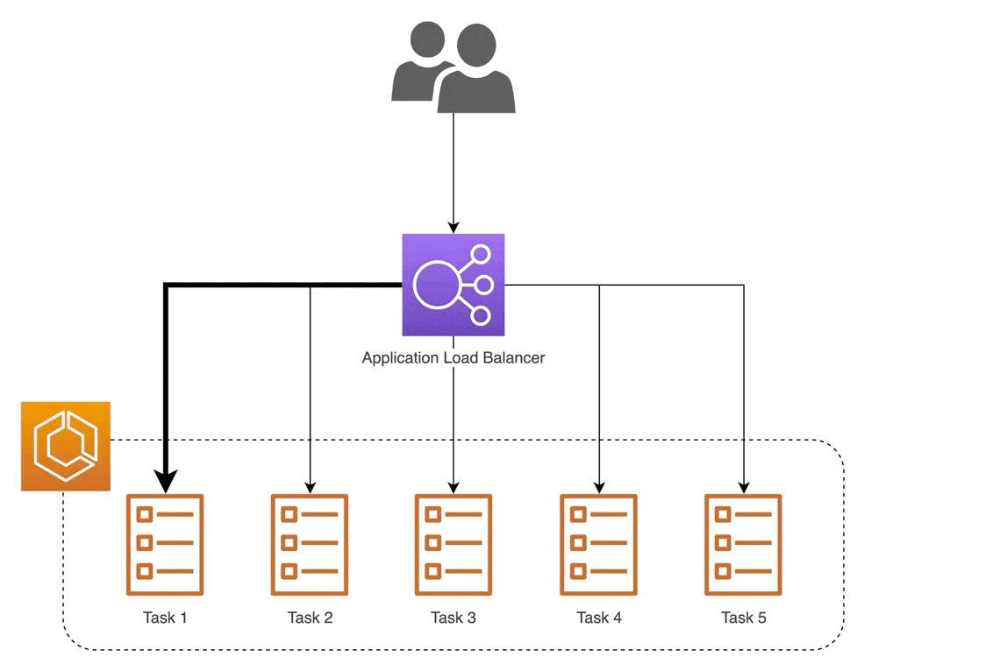 Application Load Balancer
Task 1
Task 2
Task 3
Task 4
Task 5